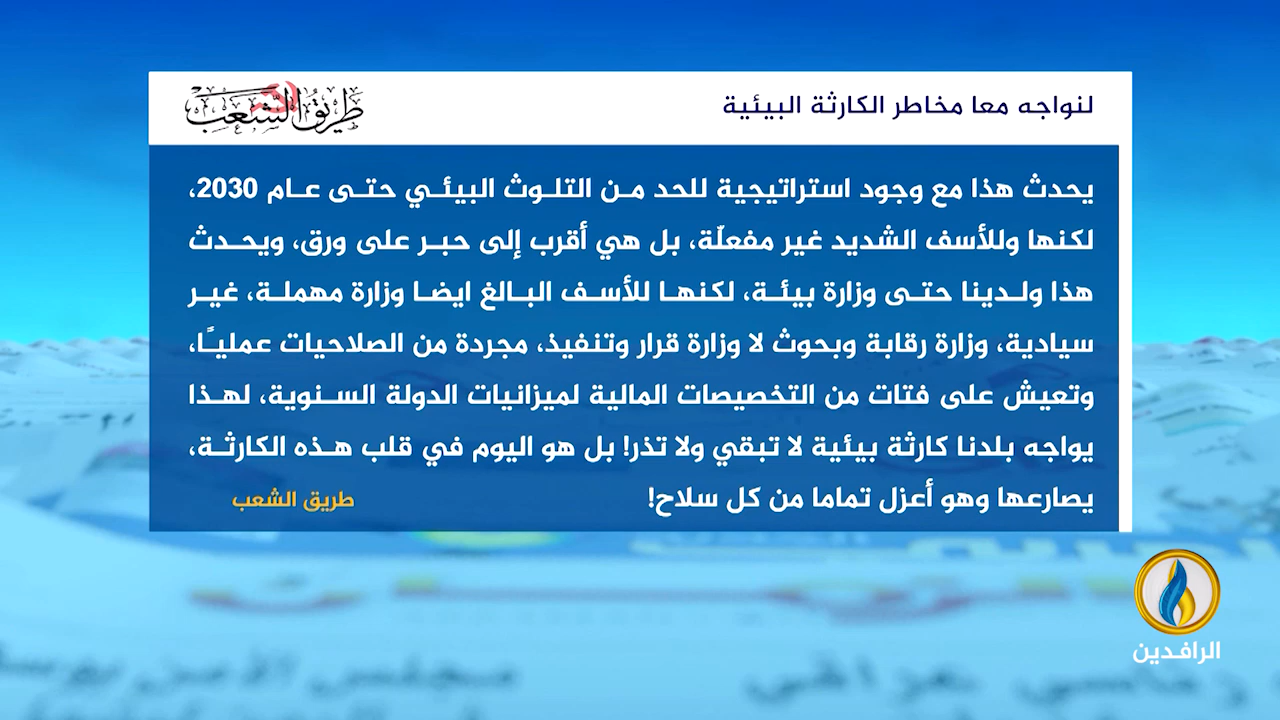 لنواجه معا مخاطر الكارثة البيئية
طريق الشعب
يحدث هذا مع وجود استراتيجية للحد من التلوث البيئي حتى عام 2030،
لكنها وللأسف الشديد غير مفعلّة، بل هي أقرب إلى حبر على ورق، ويحدث
هذا ولدينا حتى وزارة بيئة، لكنها للأسف البالغ ايضا وزارة مهملة، غير
سيادية، وزارة رقابة وبحوث لا وزارة قرار وتنفيذ، مجردة من الصلاحيات عمليًا،
وتعيش على فتات من التخصيصات المالية لميزانيات الدولة السنوية، لهذا
يواجه بلدنا كارثة بيئية لا تبقي ولا تذر! بل هو اليوم في قلب هذه الكارثة،
يصارعها وهو أعزل تماما من كل سلاح!
طريق الشعب
الرافدين
مجلس الأمن